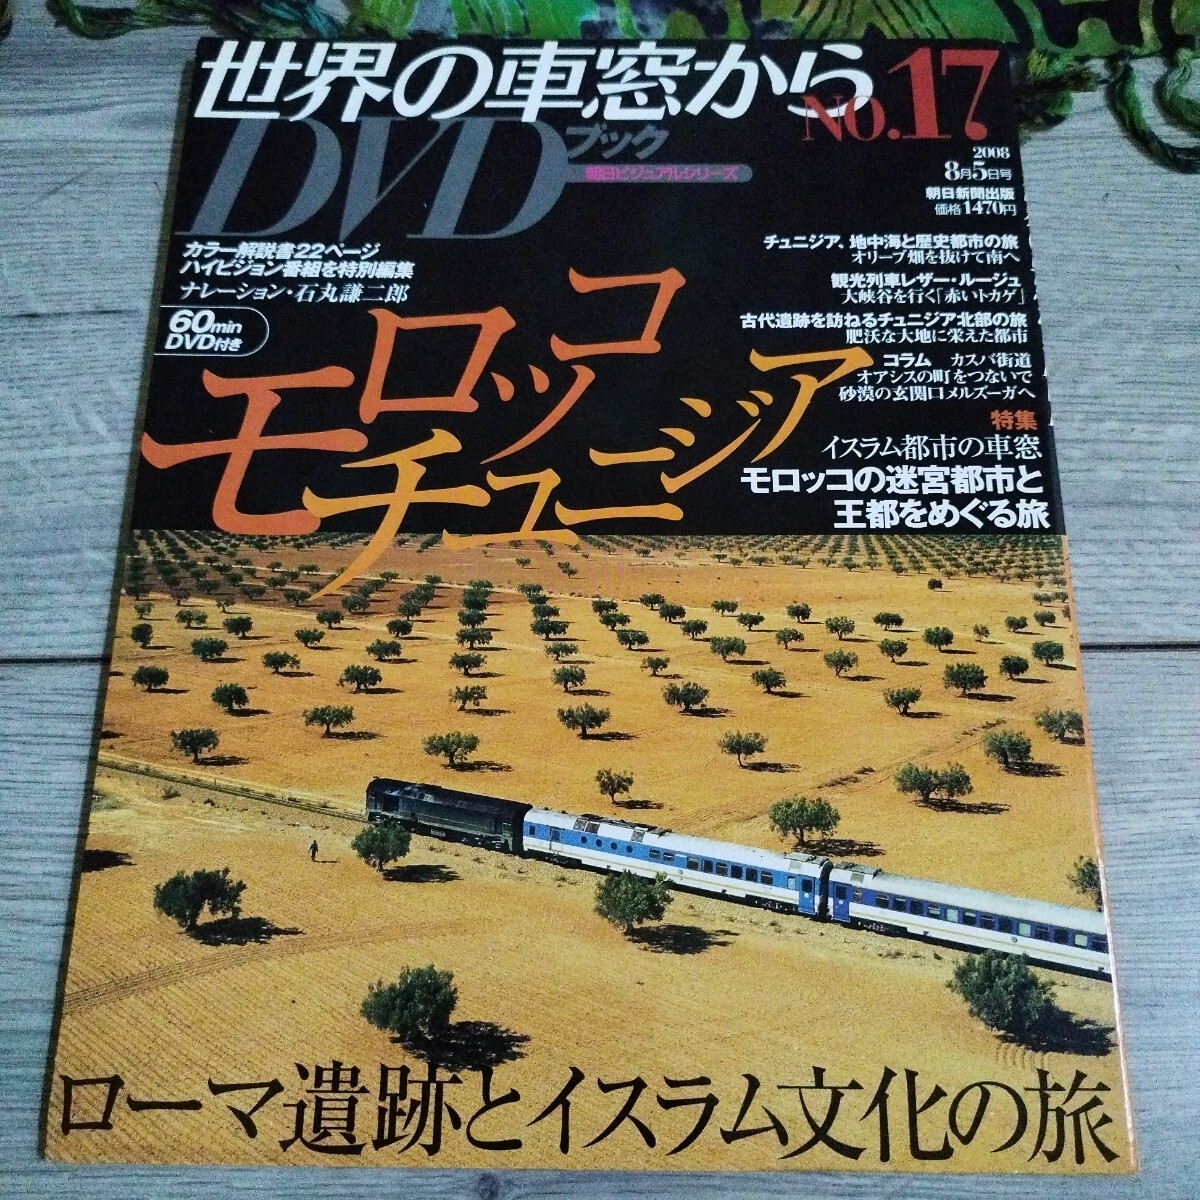 世界の車窓から
DVDブック
NO.17
朝日ビジュアルシリーズ
2008
8月5日号
朝日新聞出版
価格1470円
カラー解説書22ページ
ハイビジョン番組を特別編集
ナレーション・石丸謙二郎
60min
DVD付き
モロッコ
チュニジア
チュニジア、地中海と歴史都市の旅
オリーブ畑を抜けて南へ
観光列車レザー・ルージュ
大峡谷を行く「赤いトカゲ」
古代遺跡を訪ねるチュニジア北部の旅
肥沃な大地に栄えた都市
コラム カスバ街道
オアシスの町をつないで
砂漠の玄関口メルズーガへ
特集
イスラム都市の車窓
モロッコの迷宮都市と
王都をめぐる旅
ローマ遺跡とイスラム文化の旅